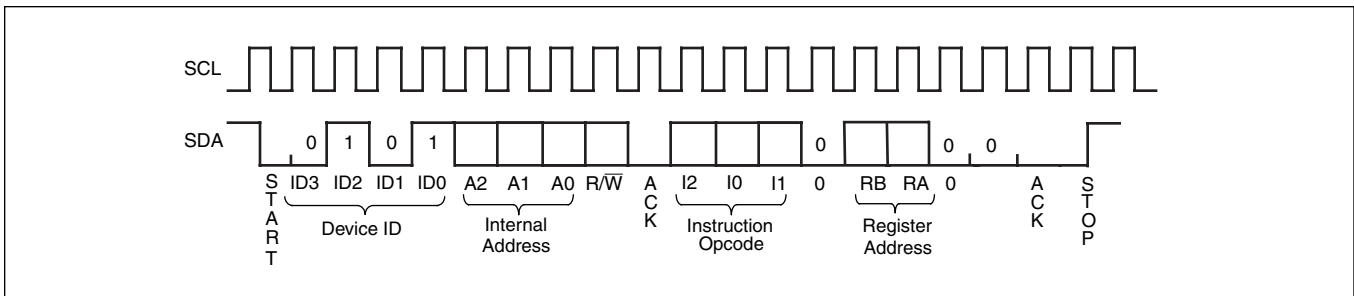 SCL
SDA
0 1 0 1 0 0 0
START ID3 ID2 ID1 ID0 A2 A1 A0 R/W ACK I2 I0 I1 0 RB RA 0 ACK STOP
Device ID
Internal
Address
Instruction
Opcode
Register
Address